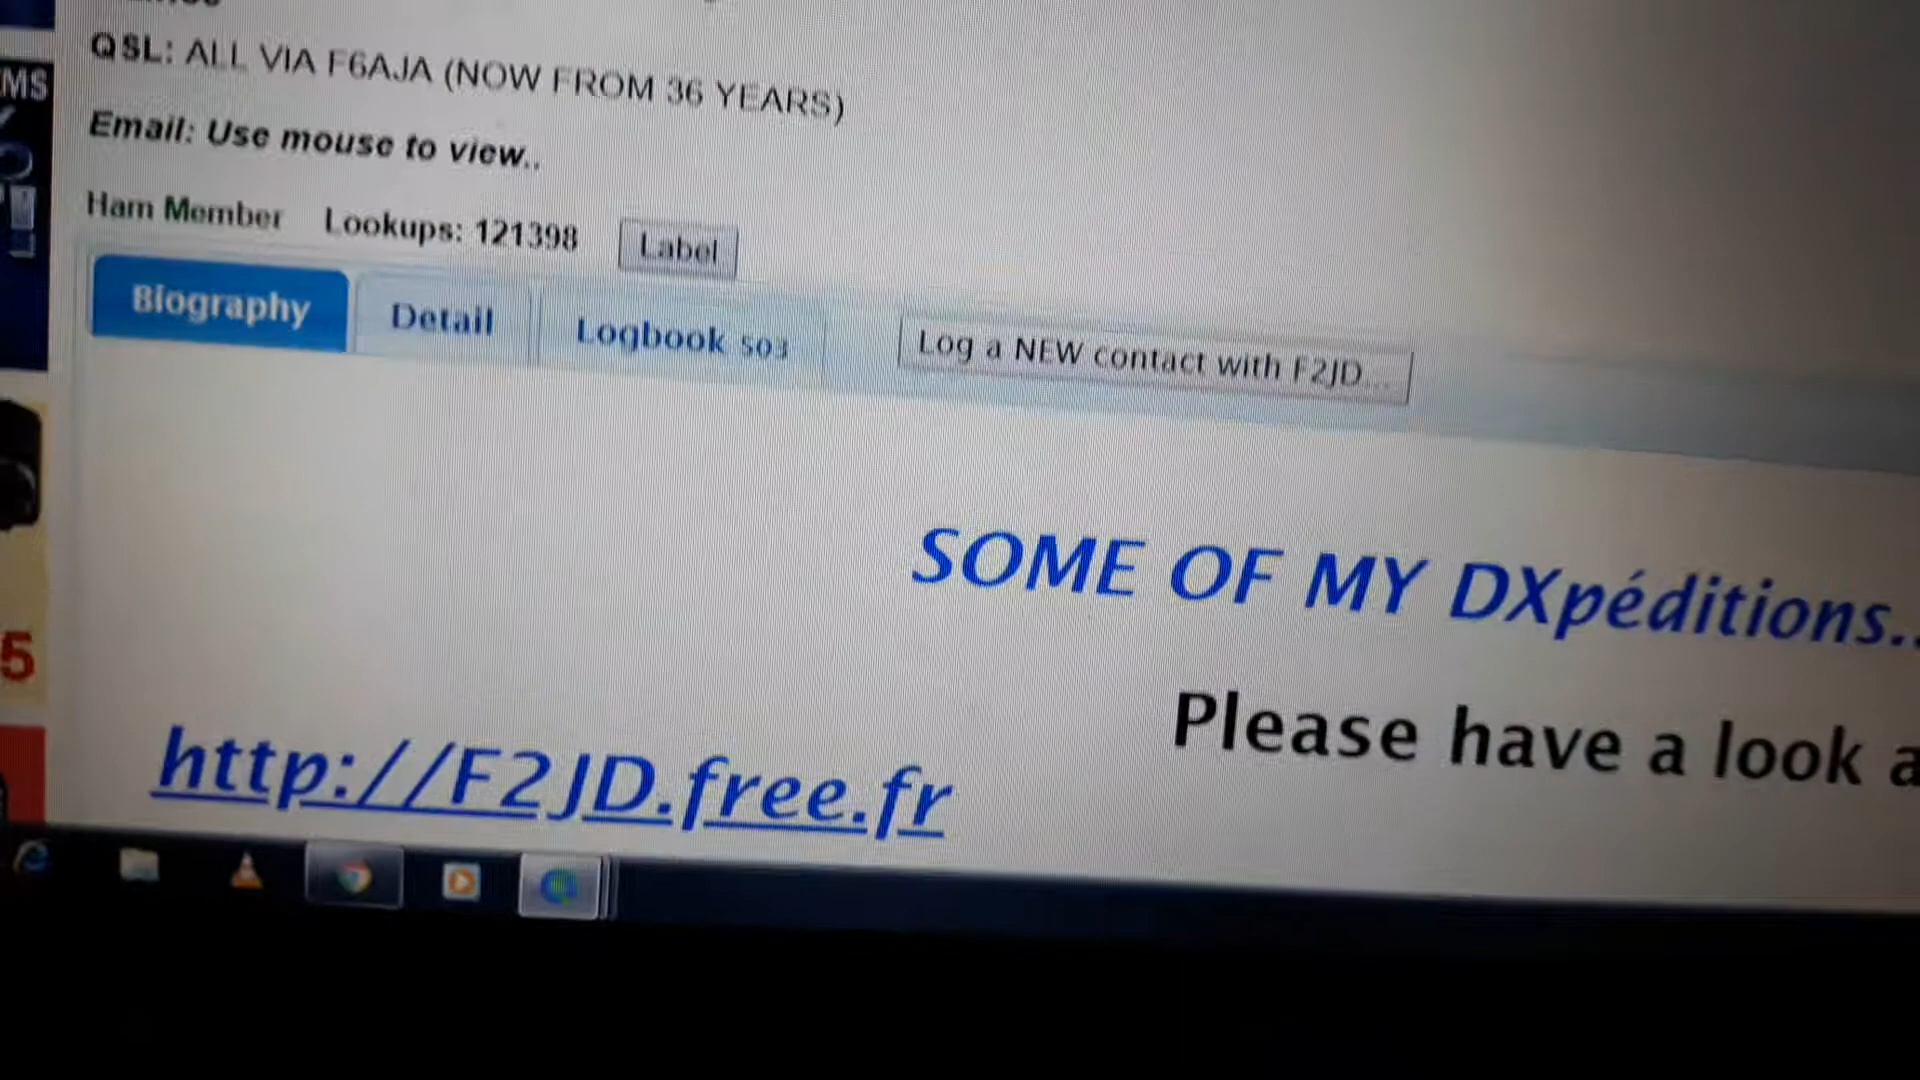 QSL: ALL VIA F6AJA (NOW FROM 36 YEARS)
MS
Email: Use mouse to view..
Ham Member Lookups: 121398 Label
Biography Detail Logbook 503 Log a NEW contact with F2JD...
SOME OF MY DXpéditions..
5
Please have a look a
http://F2JD.free.fr